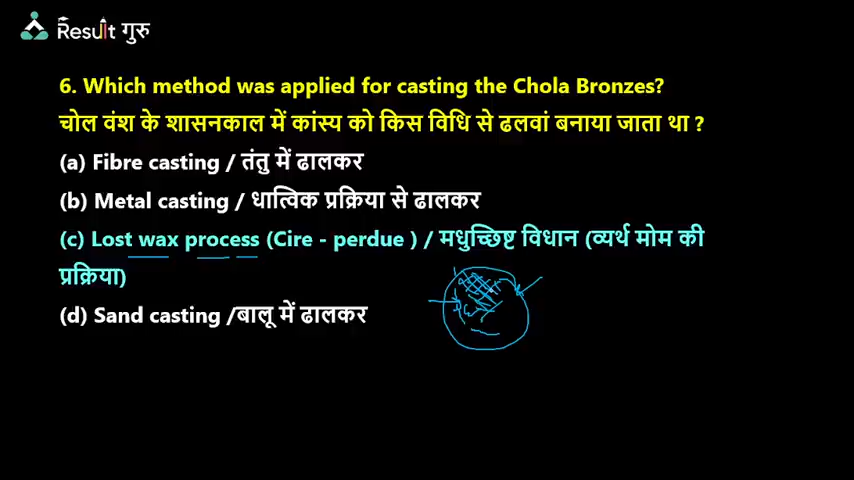 Result गुरु
6. Which method was applied for casting the Chola Bronzes?
चोल वंश के शासनकाल में कांस्य को किस विधि से ढलवां बनाया जाता था ?
(a) Fibre casting / तंतु में ढालकर
(b) Metal casting / धात्विक प्रक्रिया से ढालकर
(c) Lost wax process (Cire - perdue ) / मधुच्छिष्ट विधान (व्यर्थ मोम की
प्रक्रिया)
(d) Sand casting /बालू में ढालकर